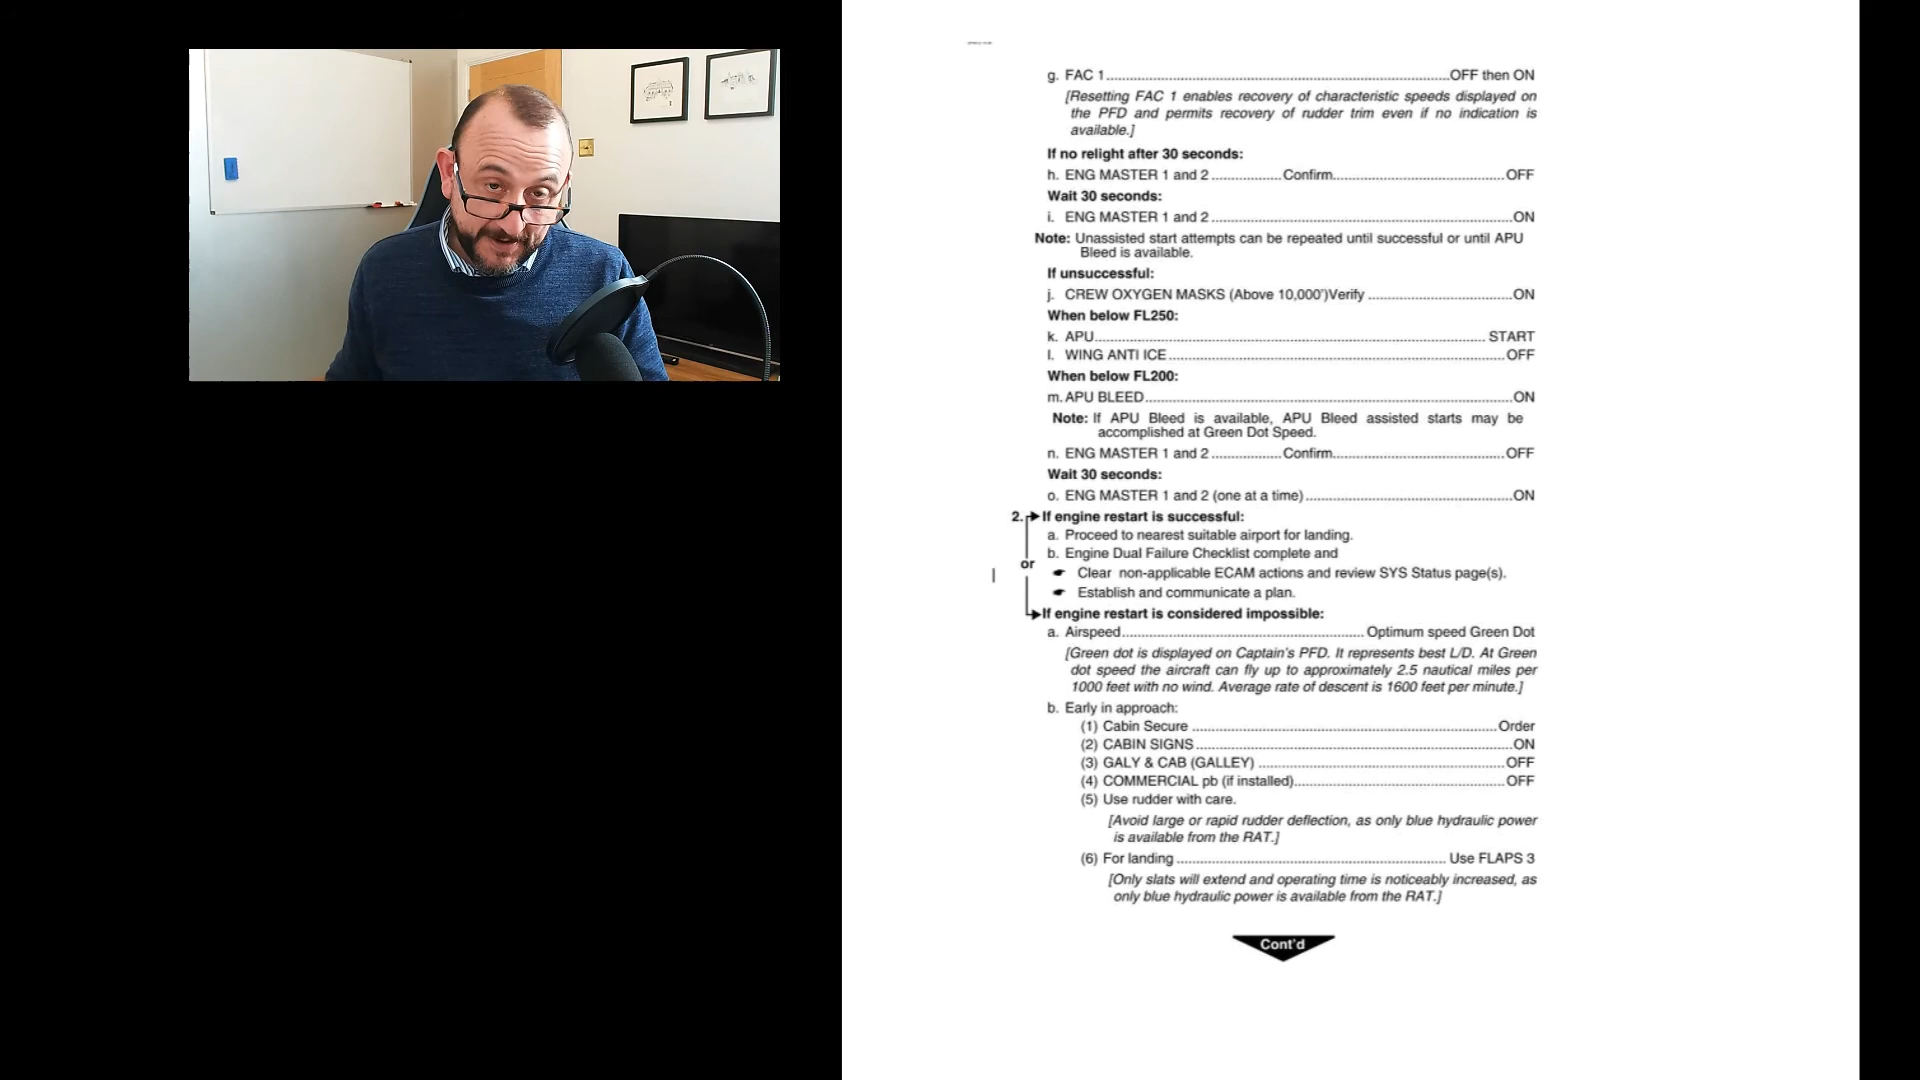 g. FAC 1 OFF then ON
[Resetting FAC 1 enables recovery of characteristic speeds displayed on
the PFD and permits recovery of rudder trim even if no indication is
available.]
If no relight after 30 seconds:
h. ENG MASTER 1 and 2 Confirm OFF
Wait 30 seconds:
i. ENG MASTER 1 and 2 ON
Note: Unassisted start attempts can be repeated until successful or until APU
Bleed is available.
If unsuccessful:
j. CREW OXYGEN MASKS (Above 10,000')Verify ON
When below FL250:
k. APU START
l. WING ANTI ICE OFF
When below FL200:
m. APU BLEED ON
Note: If APU Bleed is available, APU Bleed assisted starts may be
accomplished at Green Dot Speed.
n. ENG MASTER 1 and 2 Confirm OFF
Wait 30 seconds:
o. ENG MASTER 1 and 2 (one at a time) ON
2. If engine restart is successful:
a. Proceed to nearest suitable airport for landing.
b. Engine Dual Failure Checklist complete and
or
Clear non-applicable ECAM actions and review SYS Status page(s).
Establish and communicate a plan.
If engine restart is considered impossible:
a. Airspeed Optimum speed Green Dot
[Green dot is displayed on Captain's PFD. It represents best L/D. At Green
dot speed the aircraft can fly up to approximately 2.5 nautical miles per
1000 feet with no wind. Average rate of descent is 1600 feet per minute.]
b. Early in approach:
(1) Cabin Secure Order
(2) CABIN SIGNS ON
(3) GALY & CAB (GALLEY) OFF
(4) COMMERCIAL pb (if installed) OFF
(5) Use rudder with care.
[Avoid large or rapid rudder deflection, as only blue hydraulic power
is available from the RAT.]
(6) For landing Use FLAPS 3
[Only slats will extend and operating time is noticeably increased, as
only blue hydraulic power is available from the RAT.]
Cont'd